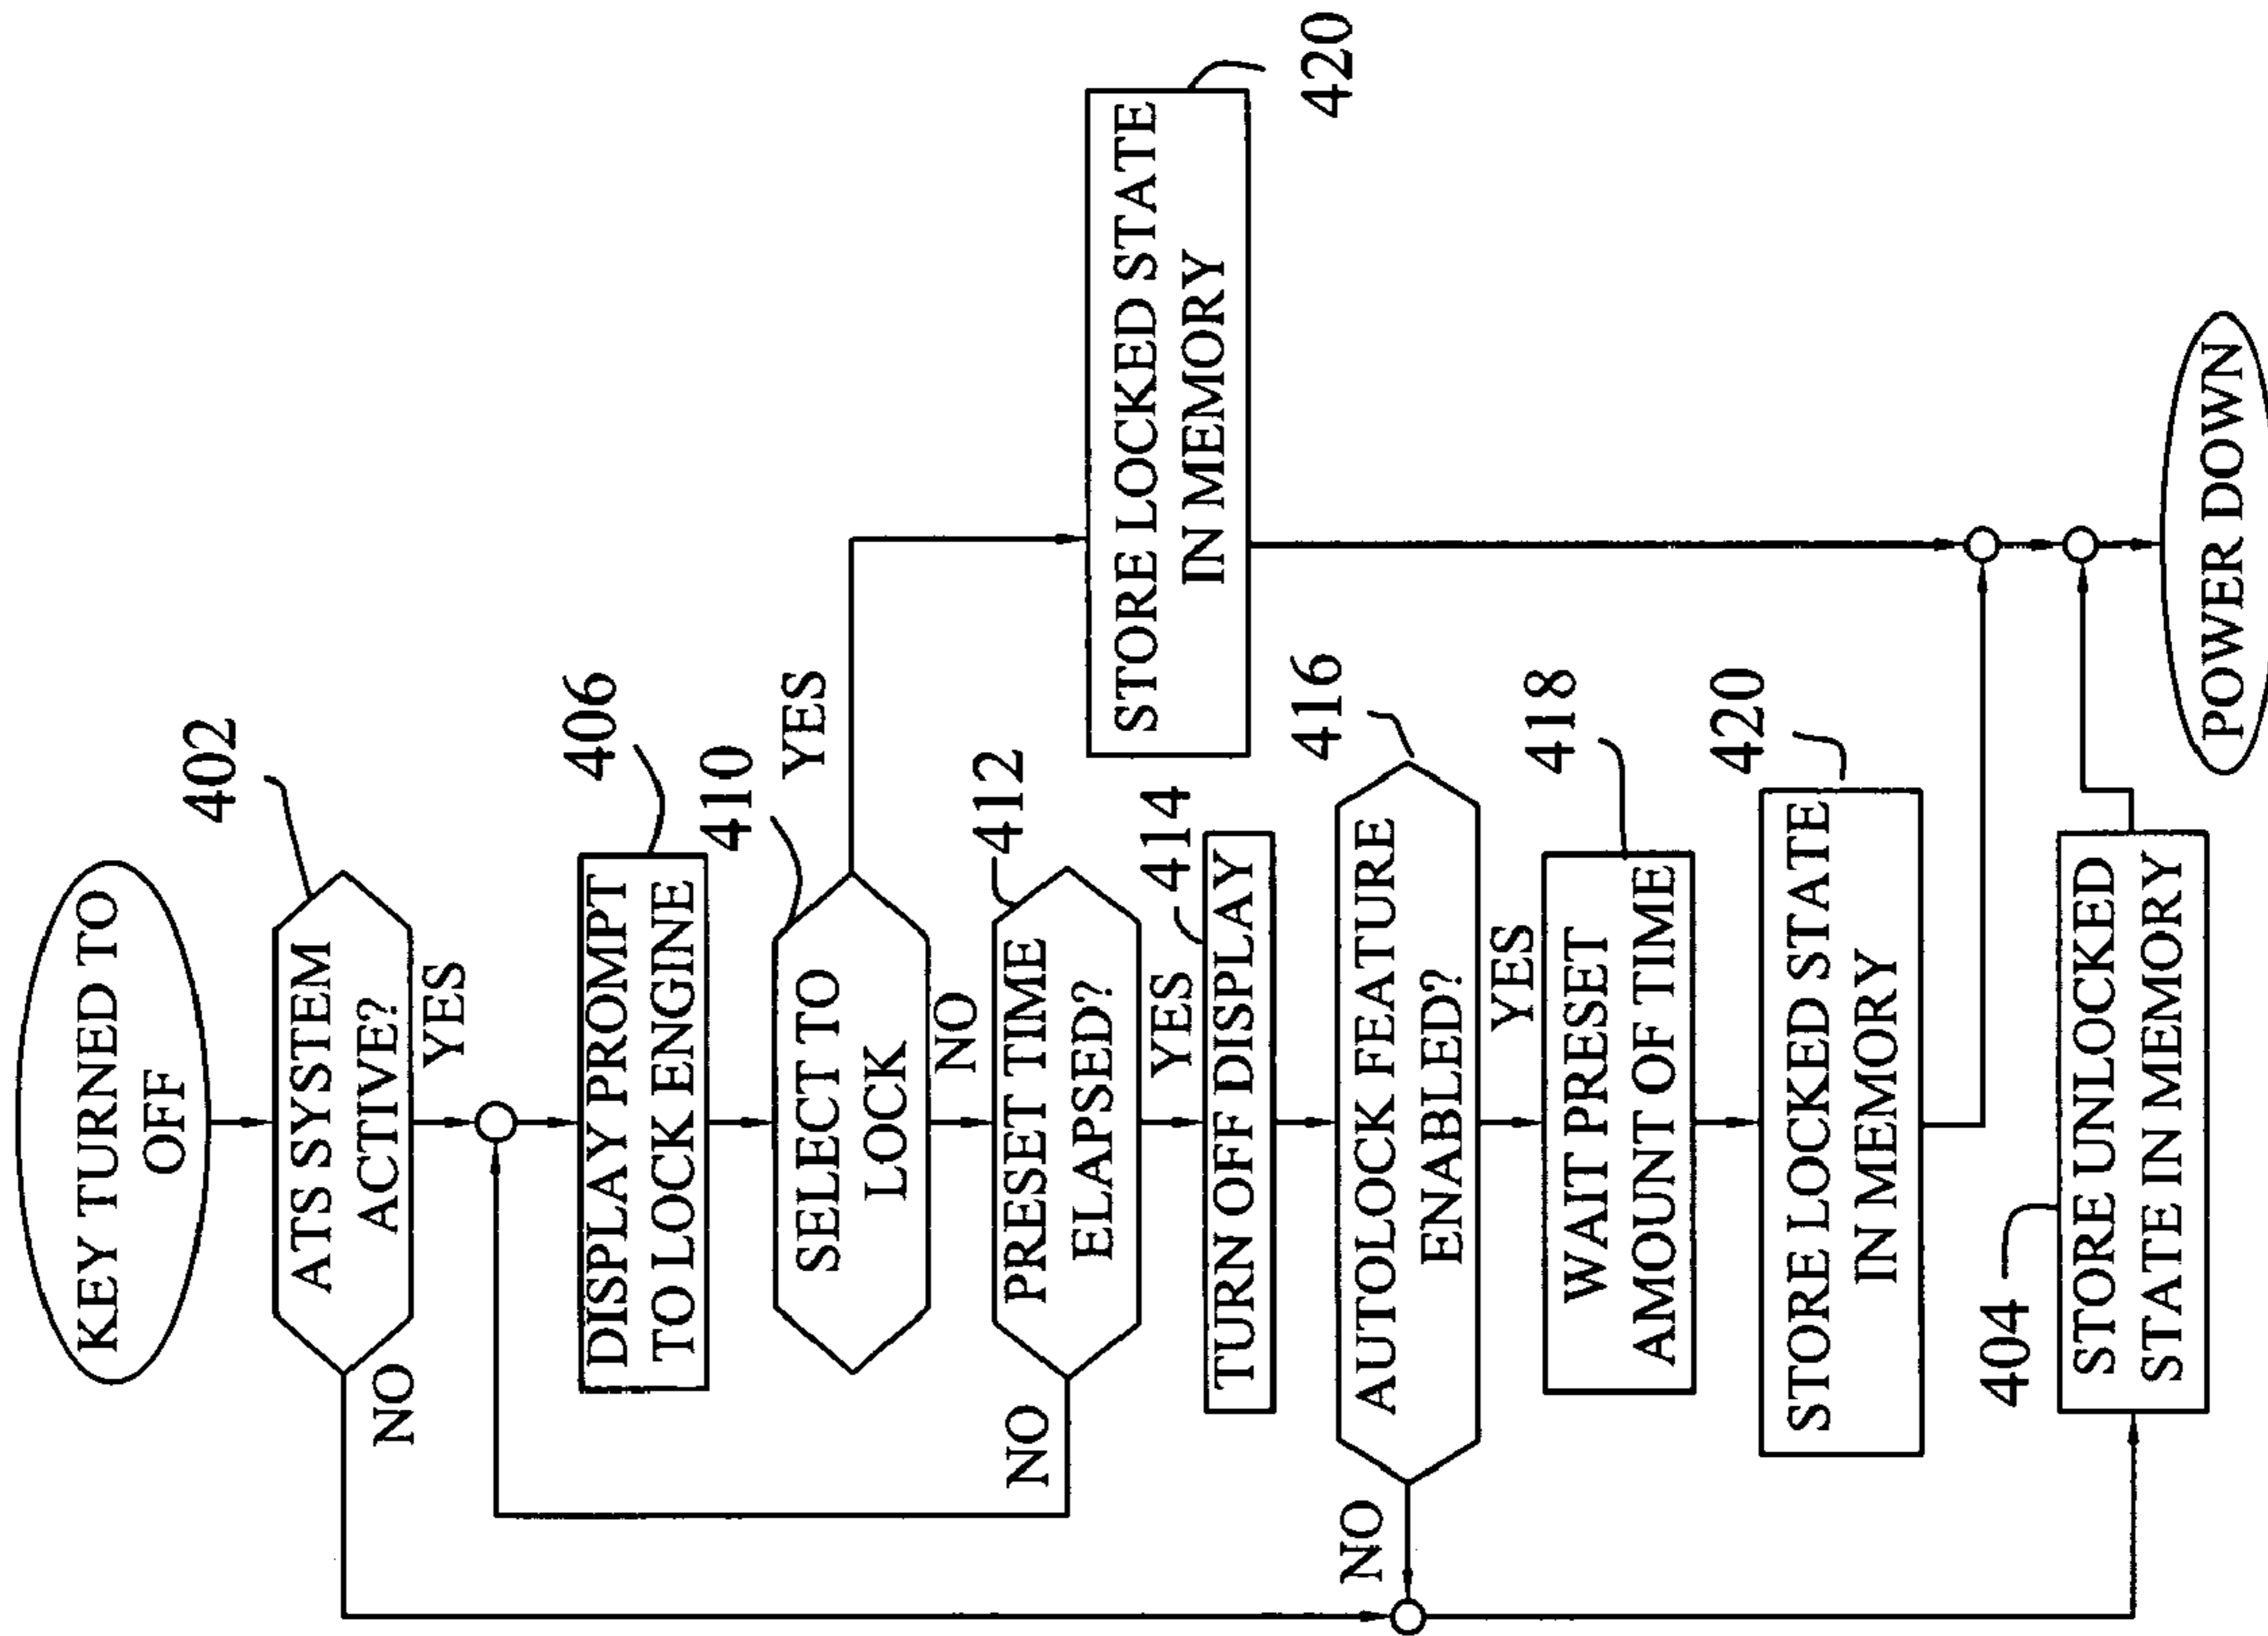 KEY TURNED TO
OFF
402
ATS SYSTEM
ACTIVE?
YES
NO
406
DISPLAY PROMPT
TO LOCK ENGINE
410
SELECT TO
LOCK
YES
NO
412
PRESET TIME
ELAPSED?
YES
NO
414
TURN OFF DISPLAY
416
AUTOLOCK FEATURE
ENABLED?
YES
NO
418
WAIT PRESET
AMOUNT OF TIME
420
STORE LOCKED STATE
IN MEMORY
420
STORE LOCKED STATE
IN MEMORY
404
STORE UNLOCKED
STATE IN MEMORY
POWER DOWN